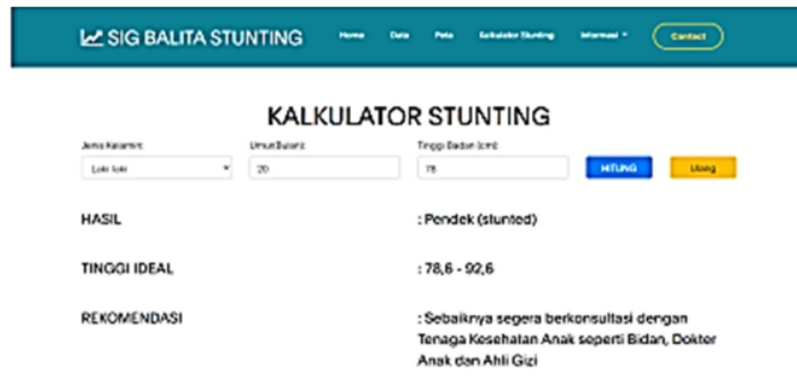 SIG BALITA STUNTING Home Data Peta Kalkulator Stunting Informasi Contact
KALKULATOR STUNTING
Jenis Kelamin: Umur(Bulan): Tinggi Badan (cm):
Laki-laki 20 78 HITUNG Ulang
HASIL : Pendek (stunted)
TINGGI IDEAL : 78,6 - 92,6
REKOMENDASI : Sebaiknya segera berkonsultasi dengan
Tenaga Kesehatan Anak seperti Bidan, Dokter
Anak dan Ahli Gizi